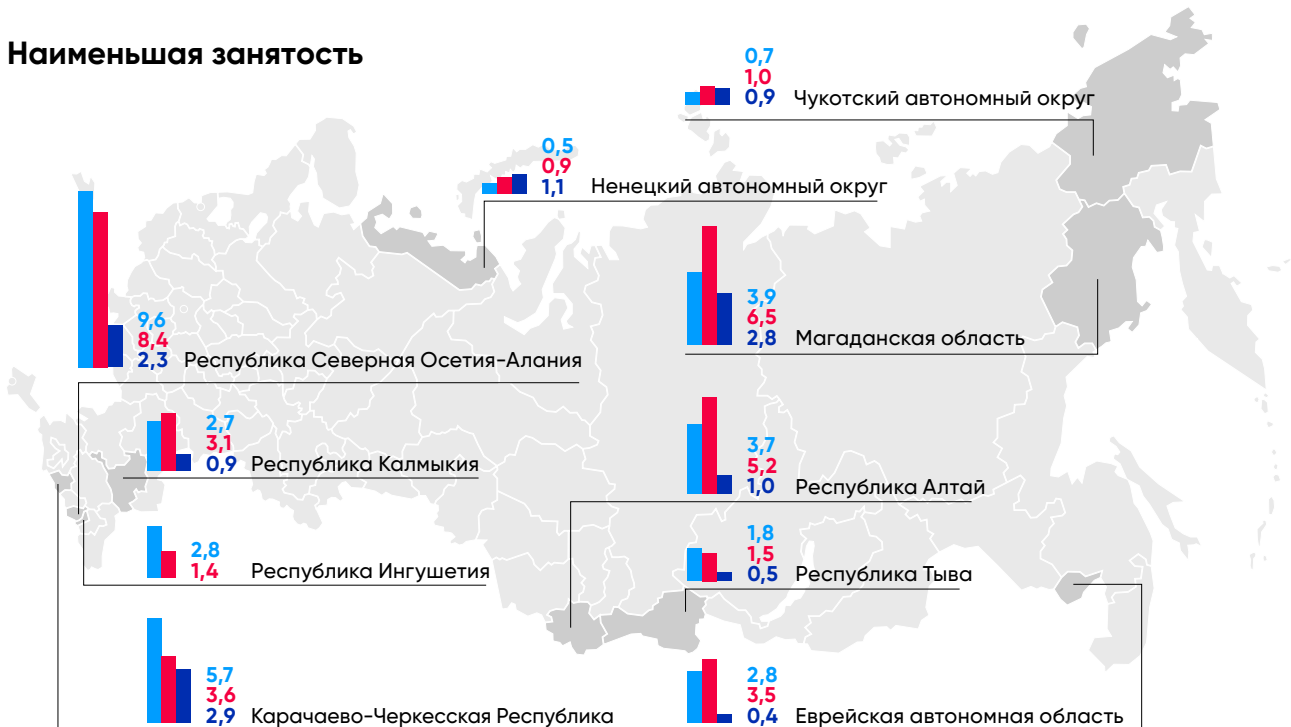 Наименьшая занятость
0,7
1,0
0,9 Чукотский автономный округ
0,5
0,9
1,1 Ненецкий автономный округ
9,6
8,4
2,3 Республика Северная Осетия-Алания
3,9
6,5
2,8 Магаданская область
2,7
3,1
0,9 Республика Калмыкия
3,7
5,2
1,0 Республика Алтай
2,8
1,4 Республика Ингушетия
1,8
1,5
0,5 Республика Тыва
5,7
3,6
2,9 Карачаево-Черкесская Республика
2,8
3,5
0,4 Еврейская автономная область